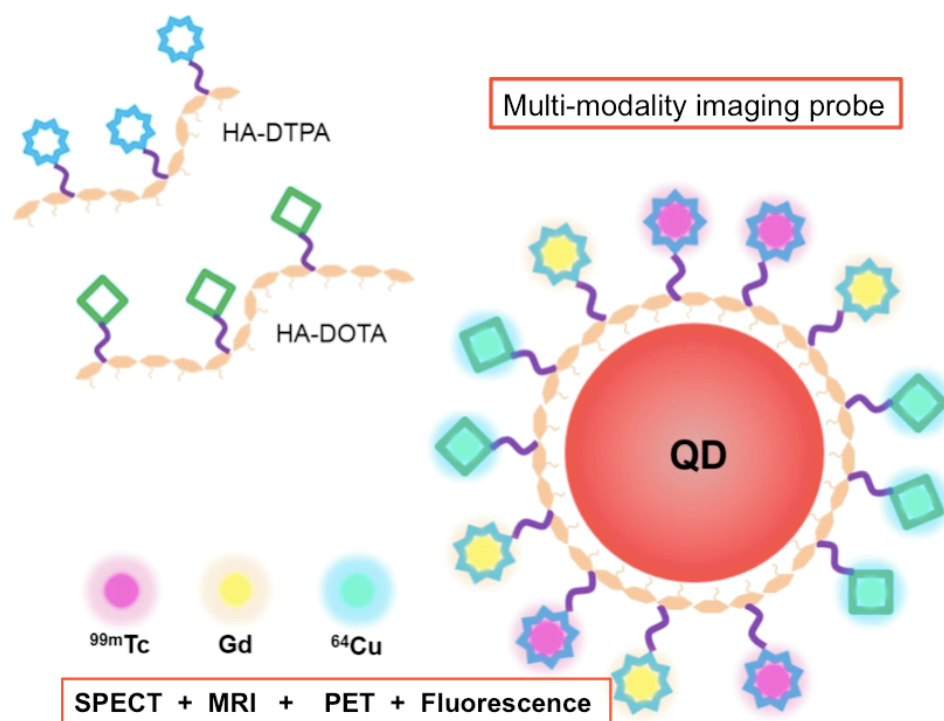 Multi-modality imaging probe
HA-DTPA
HA-DOTA
QD
99mTc Gd 64Cu
SPECT + MRI + PET + Fluorescence